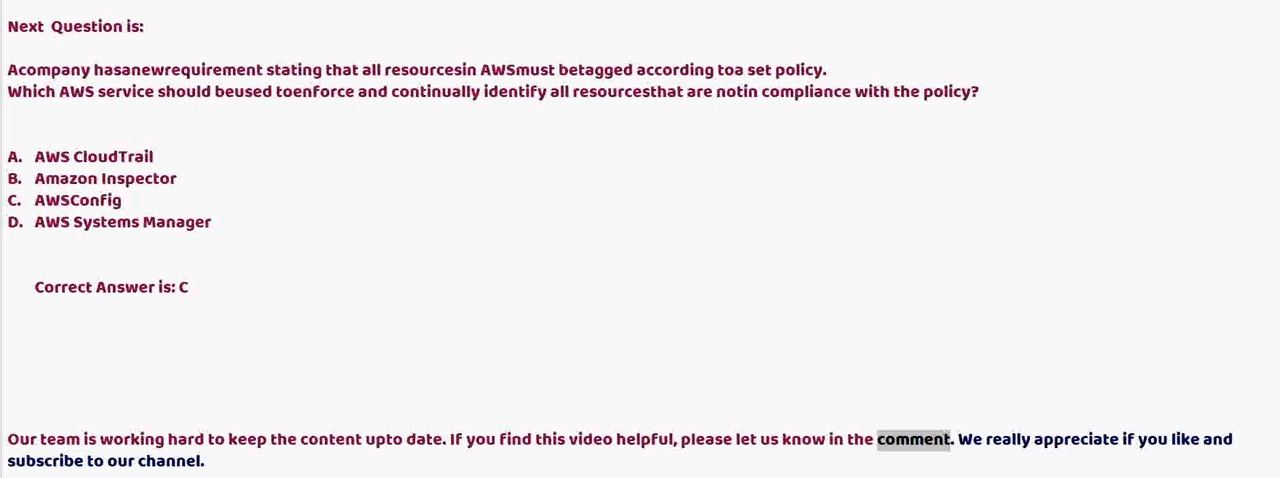 Next Question is:
Acompany hasanewrequirement stating that all resourcesin AWSmust betagged according toa set policy.
Which AWS service should beused toenforce and continually identify all resourcesthat are notin compliance with the policy?
A. AWS CloudTrail
B. Amazon Inspector
C. AWSConfig
D. AWS Systems Manager
Correct Answer is: C
Our team is working hard to keep the content upto date. If you find this video helpful, please let us know in the comment. We really appreciate if you like and
subscribe to our channel.